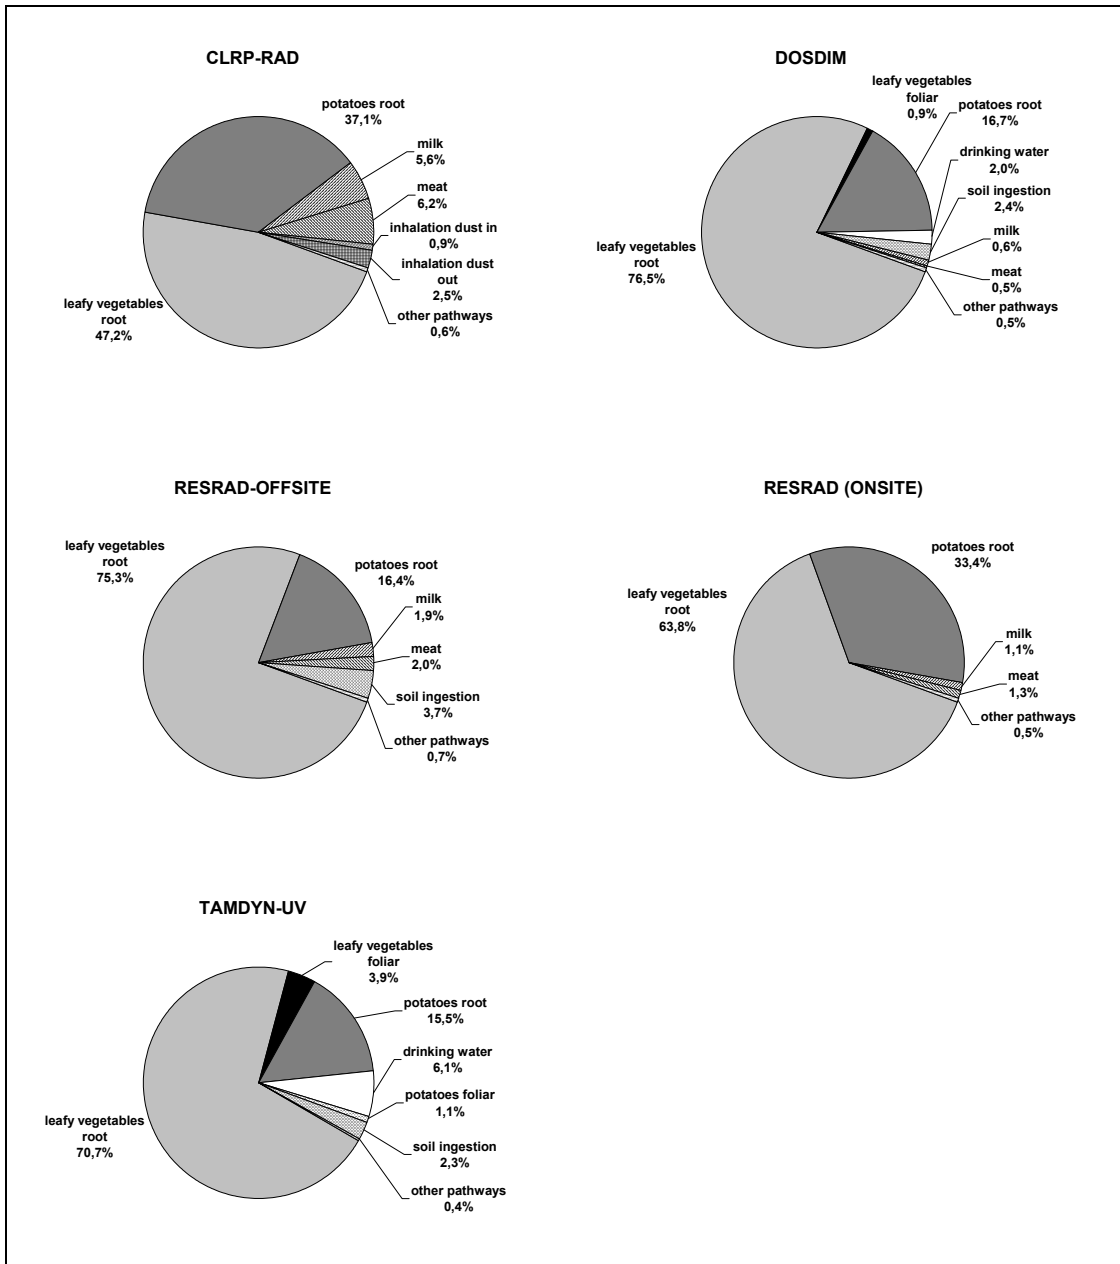 CLRP-RAD
potatoes root
37,1%
milk
5,6%
meat
6,2%
inhalation dust in
0,9%
inhalation dust
out
2,5%
other pathways
0,6%
leafy vegetables
root
47,2%
DOSDIM
leafy vegetables
foliar
0,9%
potatoes root
16,7%
drinking water
2,0%
soil ingestion
2,4%
milk
0,6%
meat
0,5%
other pathways
0,5%
leafy vegetables
root
76,5%
RESRAD-OFFSITE
leafy vegetables
root
75,3%
potatoes root
16,4%
milk
1,9%
meat
2,0%
soil ingestion
3,7%
other pathways
0,7%
RESRAD (ONSITE)
potatoes root
33,4%
leafy vegetables
root
63,8%
milk
1,1%
meat
1,3%
other pathways
0,5%
TAMDYN-UV
leafy vegetables
foliar
3,9%
potatoes root
15,5%
drinking water
6,1%
potatoes foliar
1,1%
soil ingestion
2,3%
other pathways
0,4%
leafy vegetables
root
70,7%